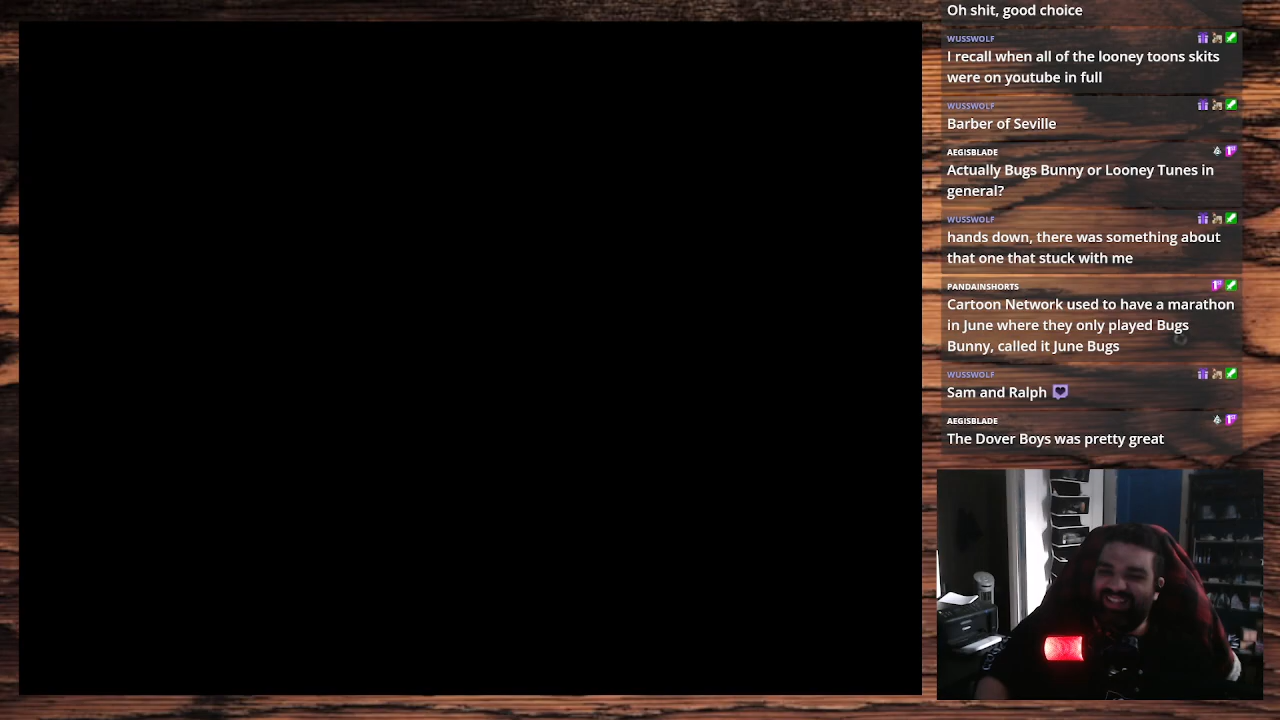 Oh shit, good choice
WUSSWOLF
I recall when all of the looney toons skits
were on youtube in full
WUSSWOLF
Barber of Seville
AEGISBLADE
Actually Bugs Bunny or Looney Tunes in
general?
WUSSWOLF
hands down, there was something about
that one that stuck with me
PANDAINSHORTS
Cartoon Network used to have a marathon
in June where they only played Bugs
Bunny, called it June Bugs
WUSSWOLF
Sam and Ralph
AEGISBLADE
The Dover Boys was pretty great